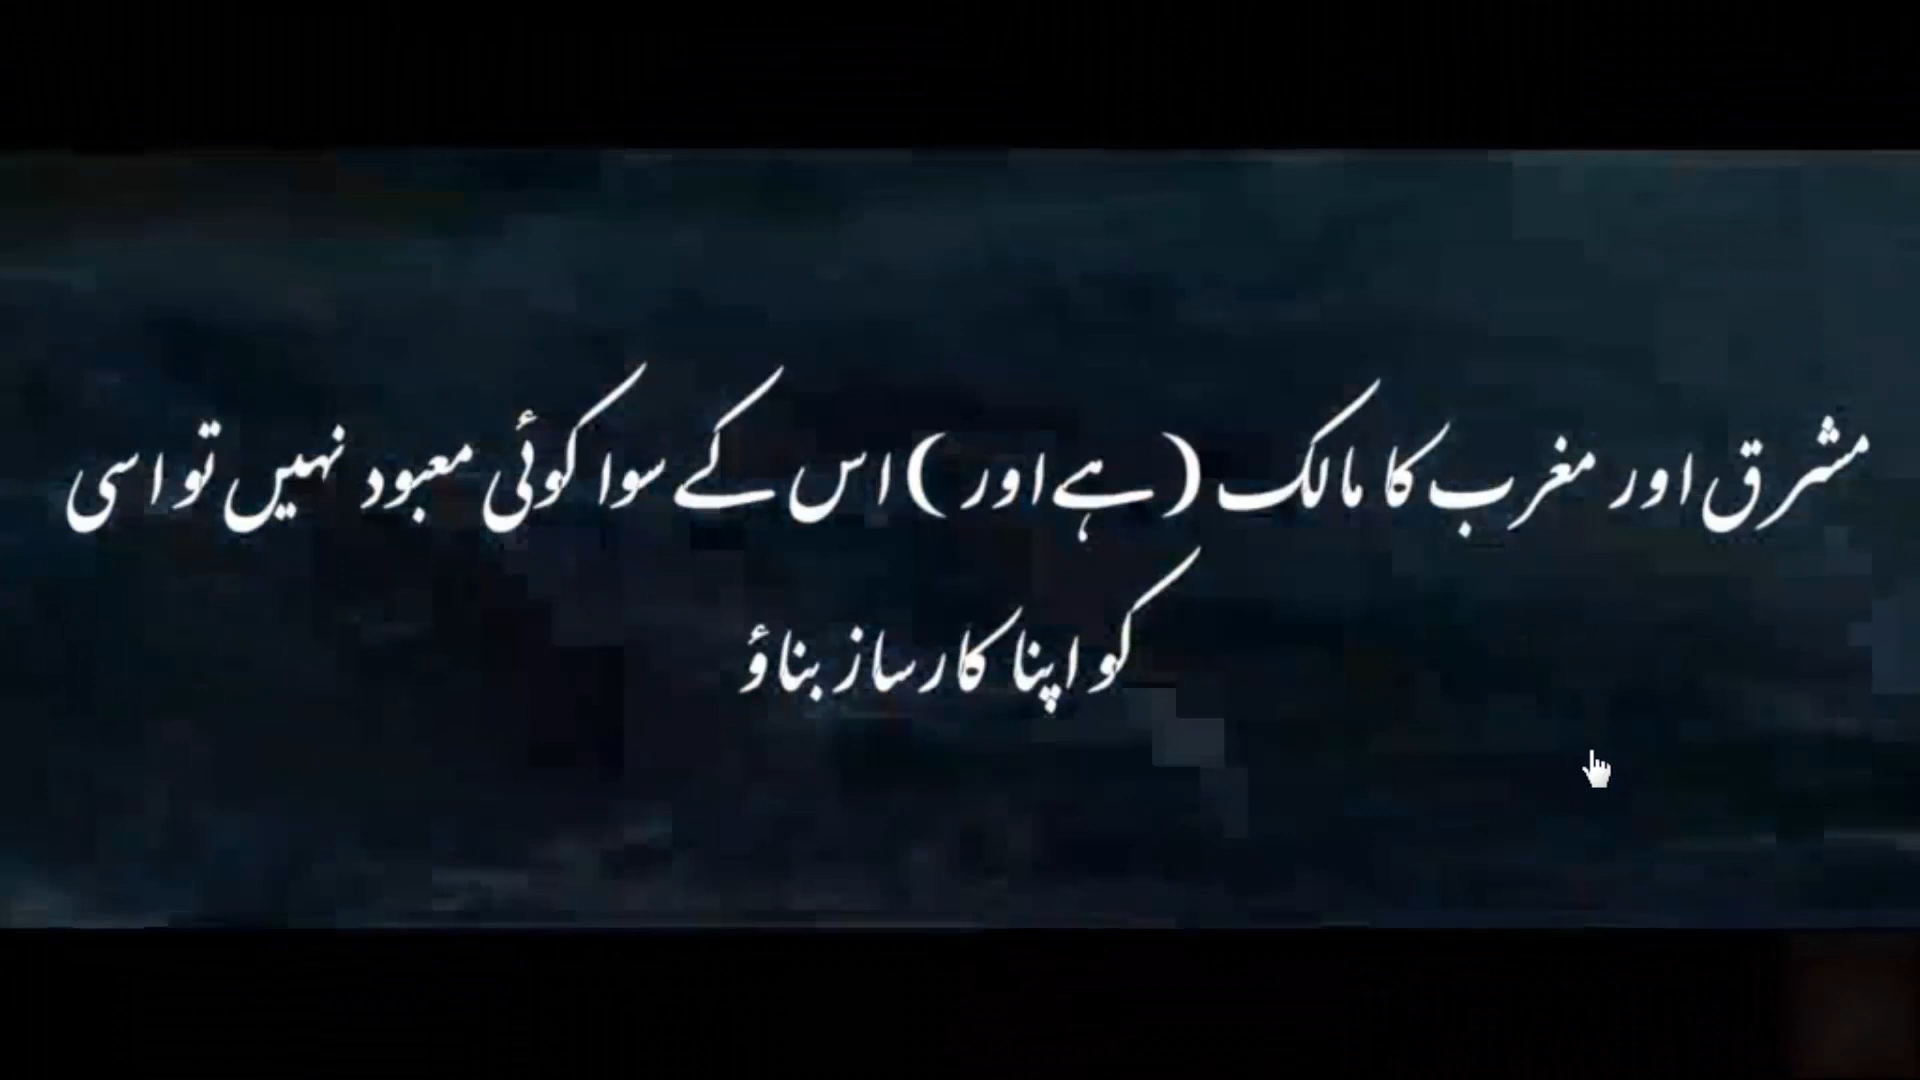 مشرق اور مغرب کا مالک (ہے اور) اس کے سوا کوئی معبود نہیں تو اسی
کو اپنا کارساز بناؤ